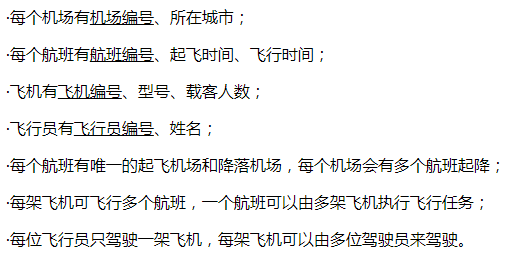 ·每个机场有机场编号、所在城市；
·每个航班有航班编号、起飞时间、飞行时间；
·飞机有飞机编号、型号、载客人数；
·飞行员有飞行员编号、姓名；
·每个航班有唯一的起飞机场和降落机场，每个机场会有多个航班起降；
·每架飞机可飞行多个航班，一个航班可以由多架飞机执行飞行任务；
·每位飞行员只驾驶一架飞机，每架飞机可以由多位驾驶员来驾驶。